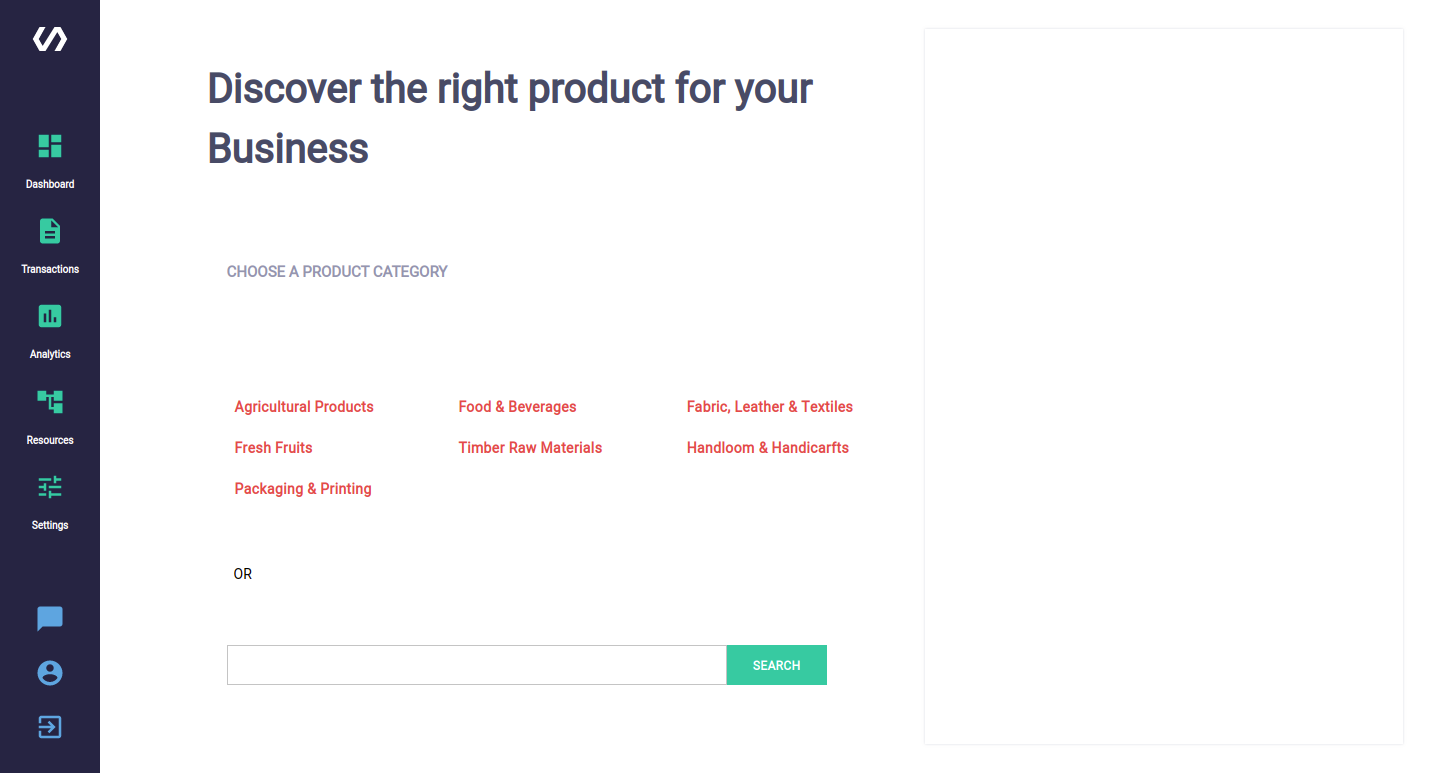 Discover the right product for your
Business
Dashboard
Transactions
Analytics
Resources
Settings
CHOOSE A PRODUCT CATEGORY
Agricultural Products
Food & Beverages
Fabric, Leather & Textiles
Fresh Fruits
Timber Raw Materials
Handloom & Handicarfts
Packaging & Printing
OR
SEARCH